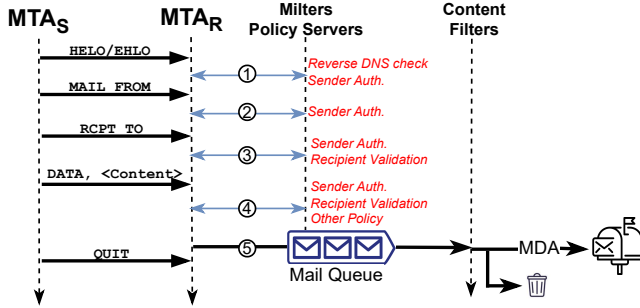 MTAS
MTAR
Milters
Policy Servers
Content
Filters
HELO/EHLO
1
Reverse DNS check
Sender Auth.
MAIL FROM
2
Sender Auth.
RCPT TO
3
Sender Auth.
Recipient Validation
DATA, <Content>
4
Sender Auth.
Recipient Validation
Other Policy
QUIT
5
Mail Queue
MDA